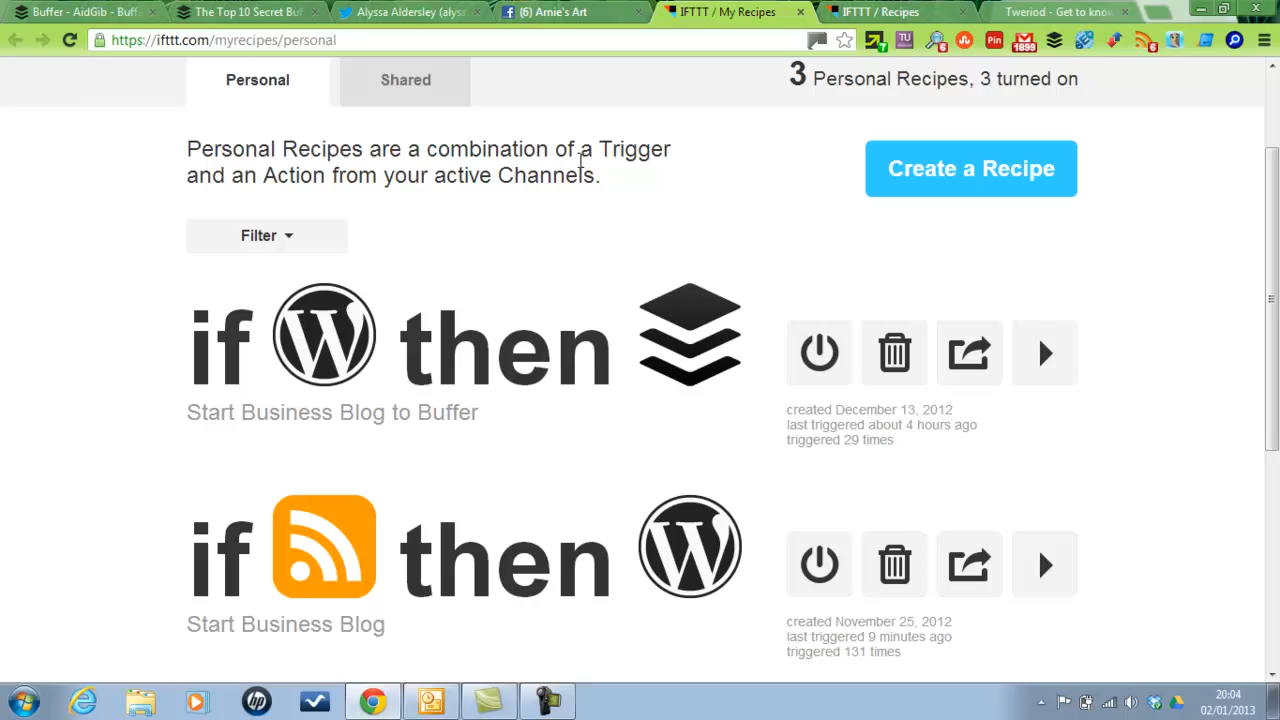 Buffer - AidGib - Buff
The Top 10 Secret Buf
Alyssa Aldersley (alys
(6) Arnie's Art
IFTTT / My Recipes
IFTTT / Recipes
Tweriod - Get to know
https://ifttt.com/myrecipes/personal
Personal
Shared
3 Personal Recipes, 3 turned on
Personal Recipes are a combination of a Trigger
and an Action from your active Channels.
Create a Recipe
Filter
if then
Start Business Blog to Buffer
created December 13, 2012
last triggered about 4 hours ago
triggered 29 times
if then
Start Business Blog
created November 25, 2012
last triggered 9 minutes ago
triggered 131 times
20:04
02/01/2013